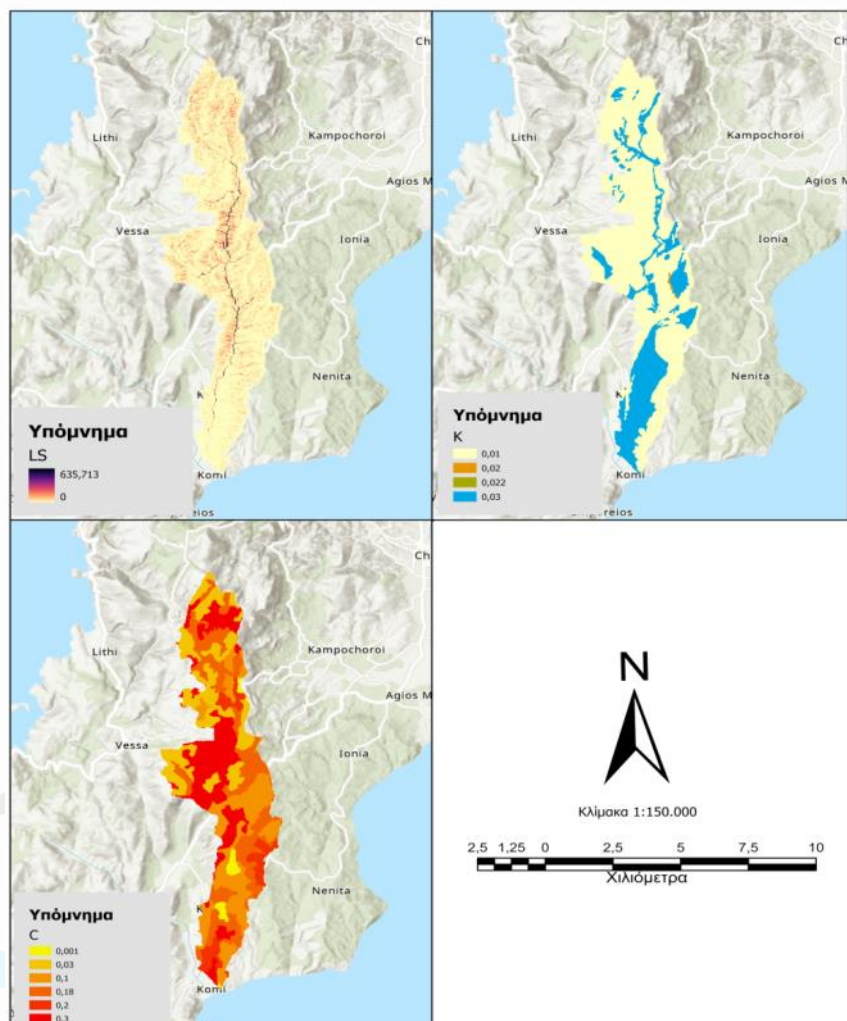 Ch
Lithi
Kampochoroi
Agios M
Vessa
Ionia
Nenita
K
Υπόμνημα
LS
635,713
0
Komi
reios
Ch
Lithi
Kampochoroi
Agios M
Vessa
Ionia
Nenita
K
Υπόμνημα
K
0,01
0,02
0,022
0,03
Komi
Lithi
Kampochoroi
Agios M
Vessa
Ionia
Nenita
K
Υπόμνημα
C
0,001
0,03
0,1
0,18
0,2
0,3
Komi
N
Κλίμακα 1:150.000
2,5 1,25 0 2,5 5 7,5 10
Χιλιόμετρα